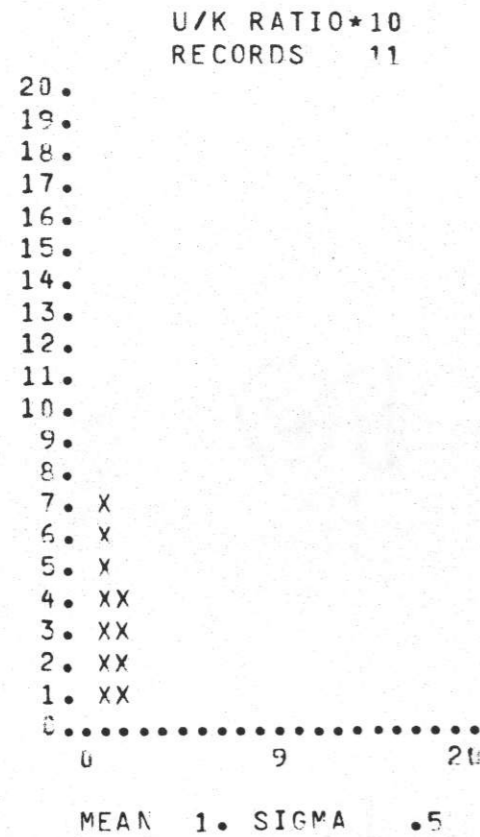 U/K RATIO*10
RECORDS 11
20.
19.
18.
17.
16.
15.
14.
13.
12.
11.
10.
9.
8.
7. X
6. X
5. X
4. XX
3. XX
2. XX
1. XX
0.....................
0 9 20
MEAN 1. SIGMA .5